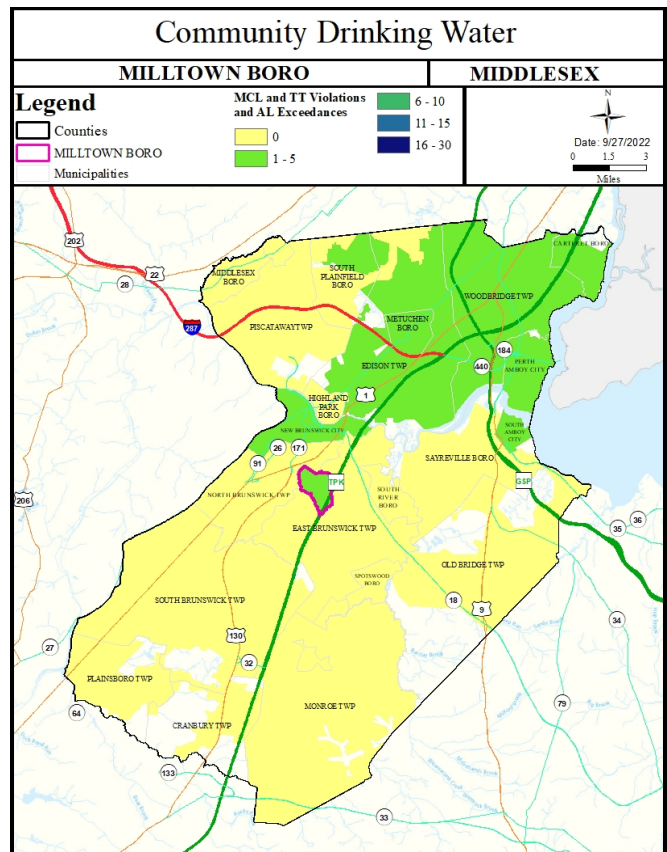 Community Drinking Water
MILLTOWN BORO
MIDDLESEX
Legend
Counties
MILLTOWN BORO
Municipalities
MCL and TT Violations
and AL Exceedances
0
1 - 5
6 - 10
11 - 15
16 - 30
N
Date: 9/27/2022
0 1.5 3
Miles
202
22
28
287
MIDDLESEX
BORO
SOUTH
PLAINFIELD
BORO
CARTERET BORO
WOODBRIDGE TWP
METUCHEN
BORO
PISCATAWAY TWP
EDISON TWP
184
440
PERTH
AMBOY CITY
1
HIGHLAND
PARK
BORO
NEW BRUNSWICK CITY
SOUTH
AMBOY
CITY
26
171
91
SAYREVILLE BORO
TPK
GSP
206
NORTH BRUNSWICK TWP
SOUTH
RIVER
BORO
EAST BRUNSWICK TWP
35
36
OLD BRIDGE TWP
SPOTSWOOD
BORO
18
9
34
SOUTH BRUNSWICK TWP
130
27
32
PLAINSBORO TWP
79
64
CRANBURY TWP
MONROE TWP
133
33